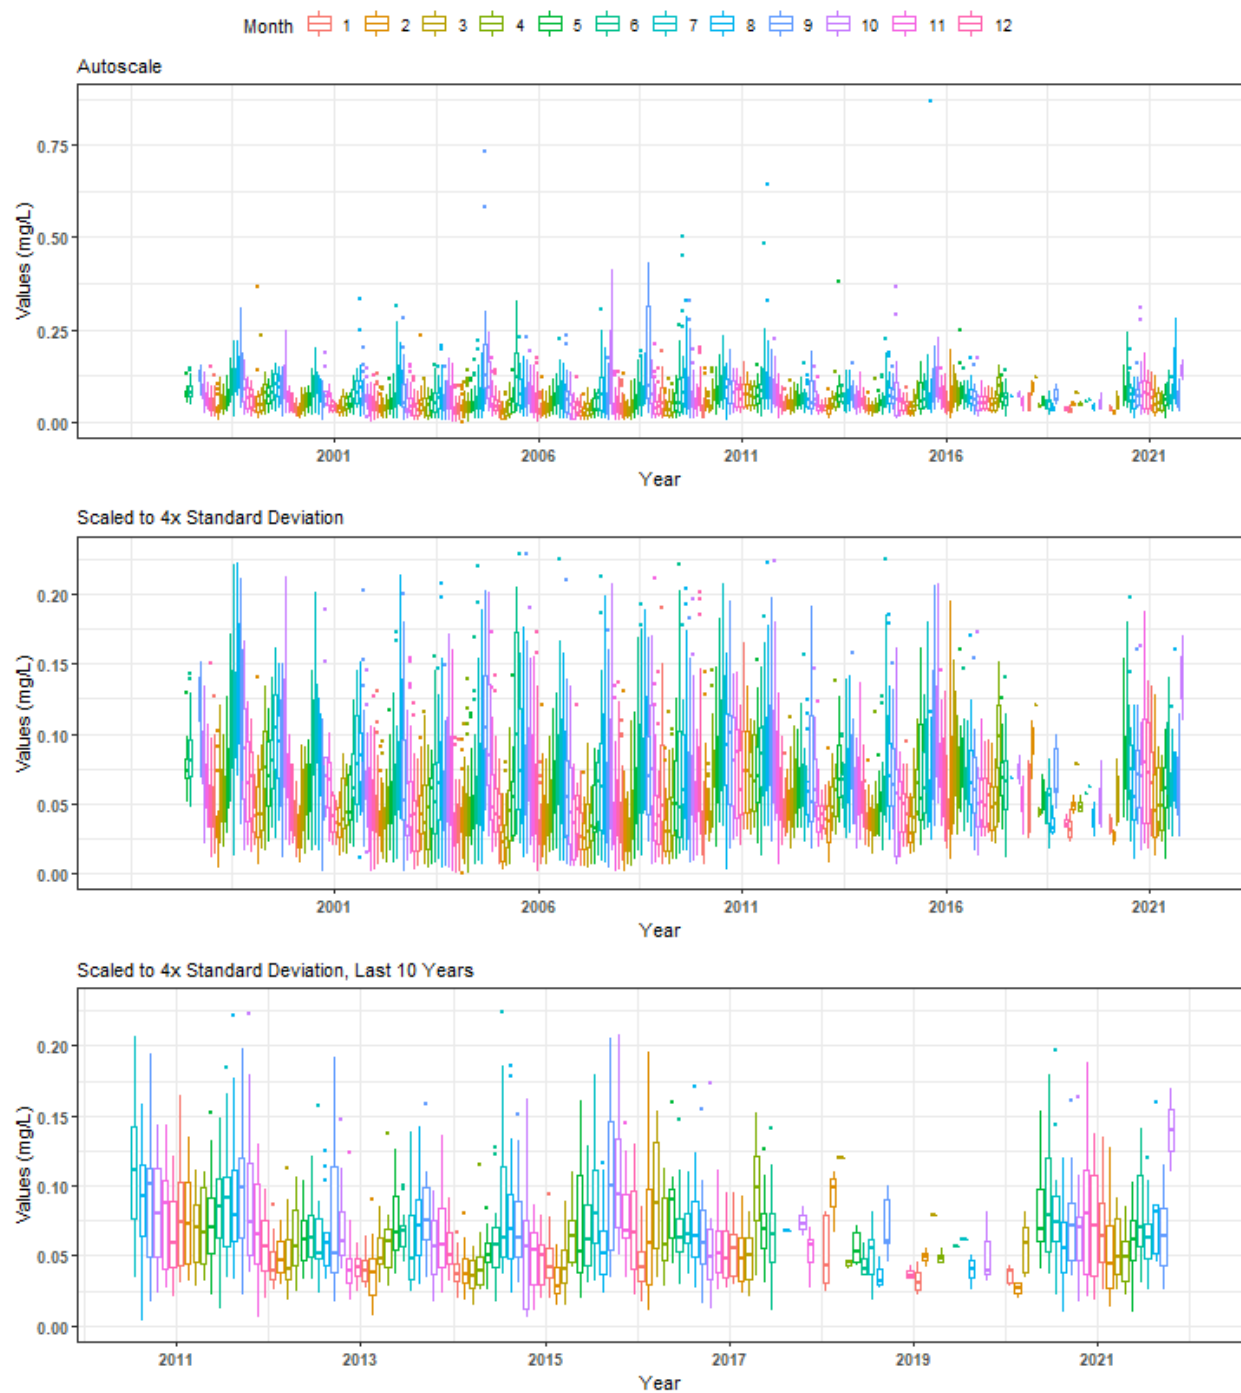 Month 1 2 3 4 5 6 7 8 9 10 11 12
Autoscale
Values (mg/L)
0.75
0.50
0.25
0.00
2001 2006 2011 2016 2021
Year
Scaled to 4x Standard Deviation
Values (mg/L)
0.20
0.15
0.10
0.05
0.00
2001 2006 2011 2016 2021
Year
Scaled to 4x Standard Deviation, Last 10 Years
Values (mg/L)
0.20
0.15
0.10
0.05
0.00
2011 2013 2015 2017 2019 2021
Year